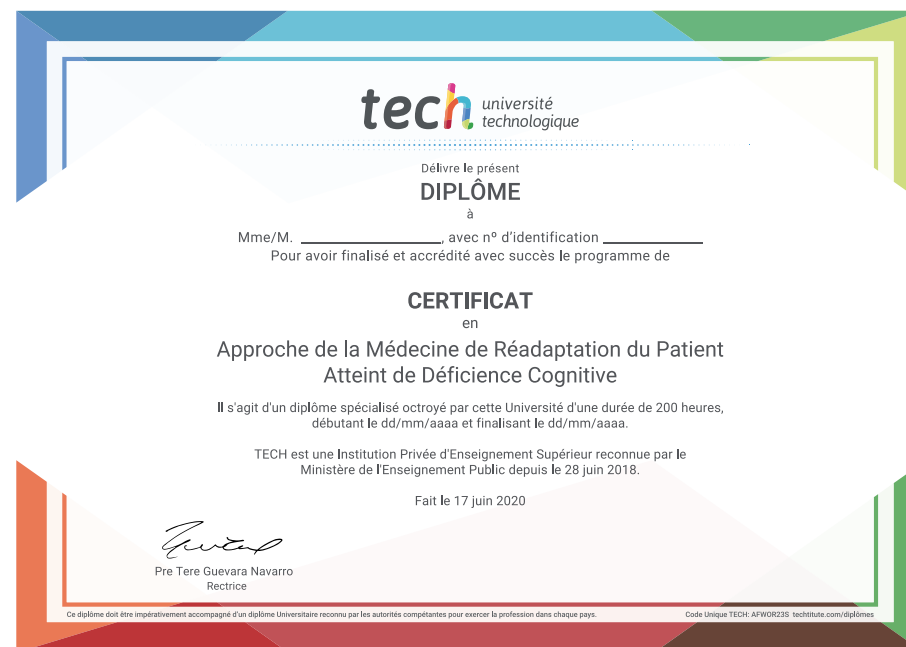 tech université
technologique
Délivre le présent
DIPLÔME
à
Mme/M. ____________________, avec nº d'identification ______________
Pour avoir finalisé et accrédité avec succès le programme de
CERTIFICAT
en
Approche de la Médecine de Réadaptation du Patient
Atteint de Déficience Cognitive
Il s'agit d'un diplôme spécialisé octroyé par cette Université d'une durée de 200 heures,
débutant le dd/mm/aaaa et finalisant le dd/mm/aaaa.
TECH est une Institution Privée d'Enseignement Supérieur reconnue par le
Ministère de l'Enseignement Public depuis le 28 juin 2018.
Fait le 17 juin 2020
Pre Tere Guevara Navarro
Rectrice
Ce diplôme doit être impérativement accompagné d'un diplôme Universitaire reconnu par les autorités compétantes pour exercer la profession dans chaque pays.
Code Unique TECH: AFWOR23S techtitute.com/diplômes